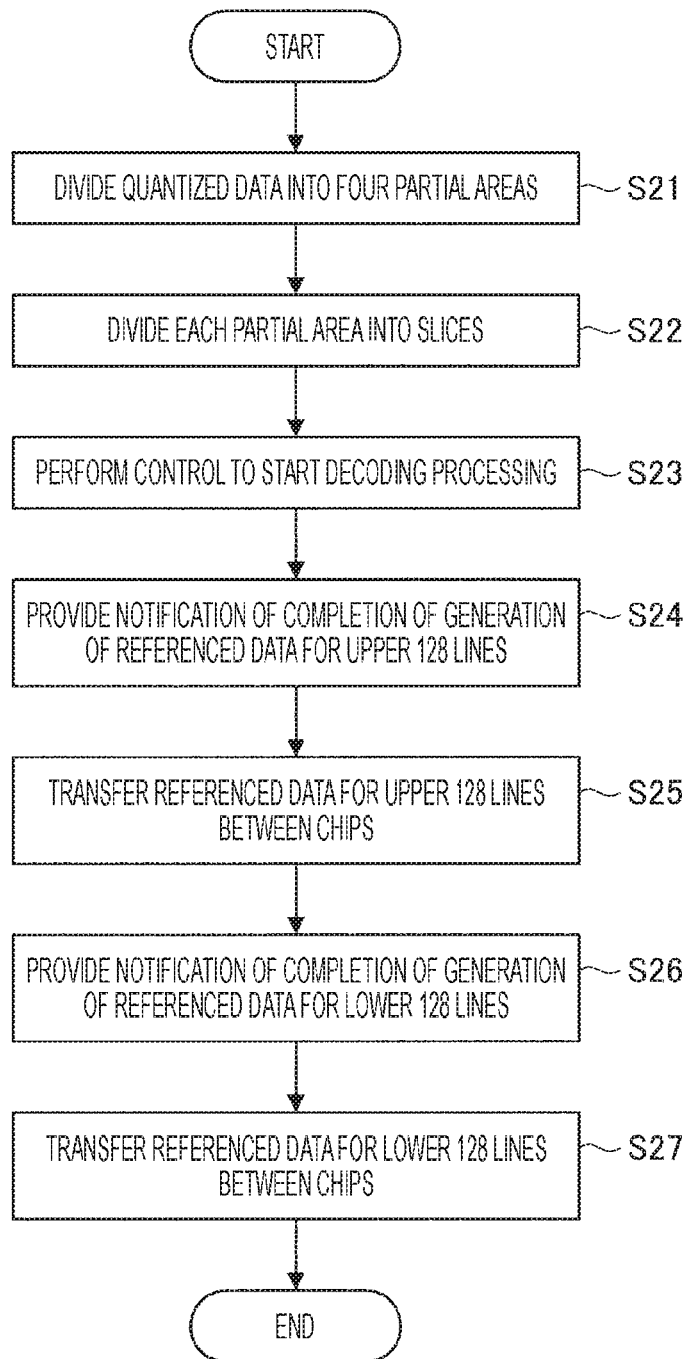 START
DIVIDE QUANTIZED DATA INTO FOUR PARTIAL AREAS
S21
DIVIDE EACH PARTIAL AREA INTO SLICES
S22
PERFORM CONTROL TO START DECODING PROCESSING
S23
PROVIDE NOTIFICATION OF COMPLETION OF GENERATION
OF REFERENCED DATA FOR UPPER 128 LINES
S24
TRANSFER REFERENCED DATA FOR UPPER 128 LINES
BETWEEN CHIPS
S25
PROVIDE NOTIFICATION OF COMPLETION OF GENERATION
OF REFERENCED DATA FOR LOWER 128 LINES
S26
TRANSFER REFERENCED DATA FOR LOWER 128 LINES
BETWEEN CHIPS
S27
END